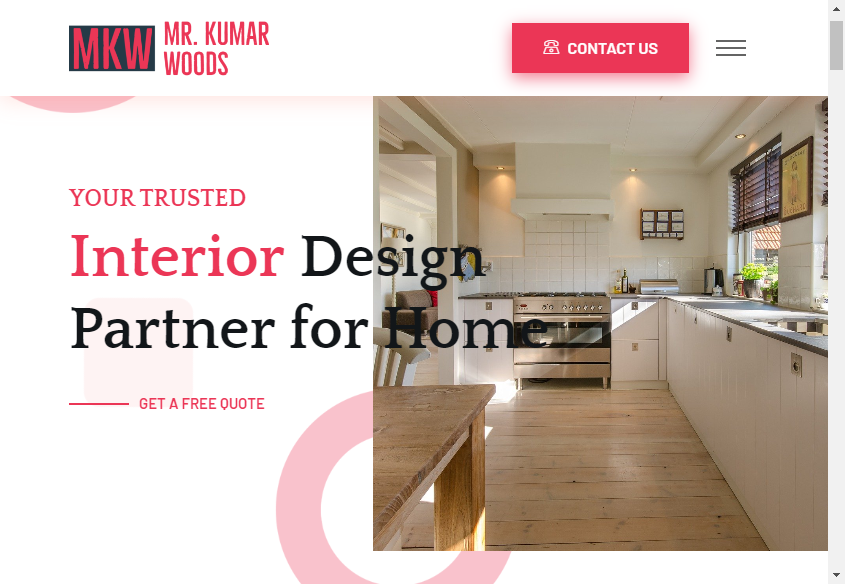 MKW
MR. KUMAR
WOODS
CONTACT US
YOUR TRUSTED
Interior Design
Partner for Home
GET A FREE QUOTE